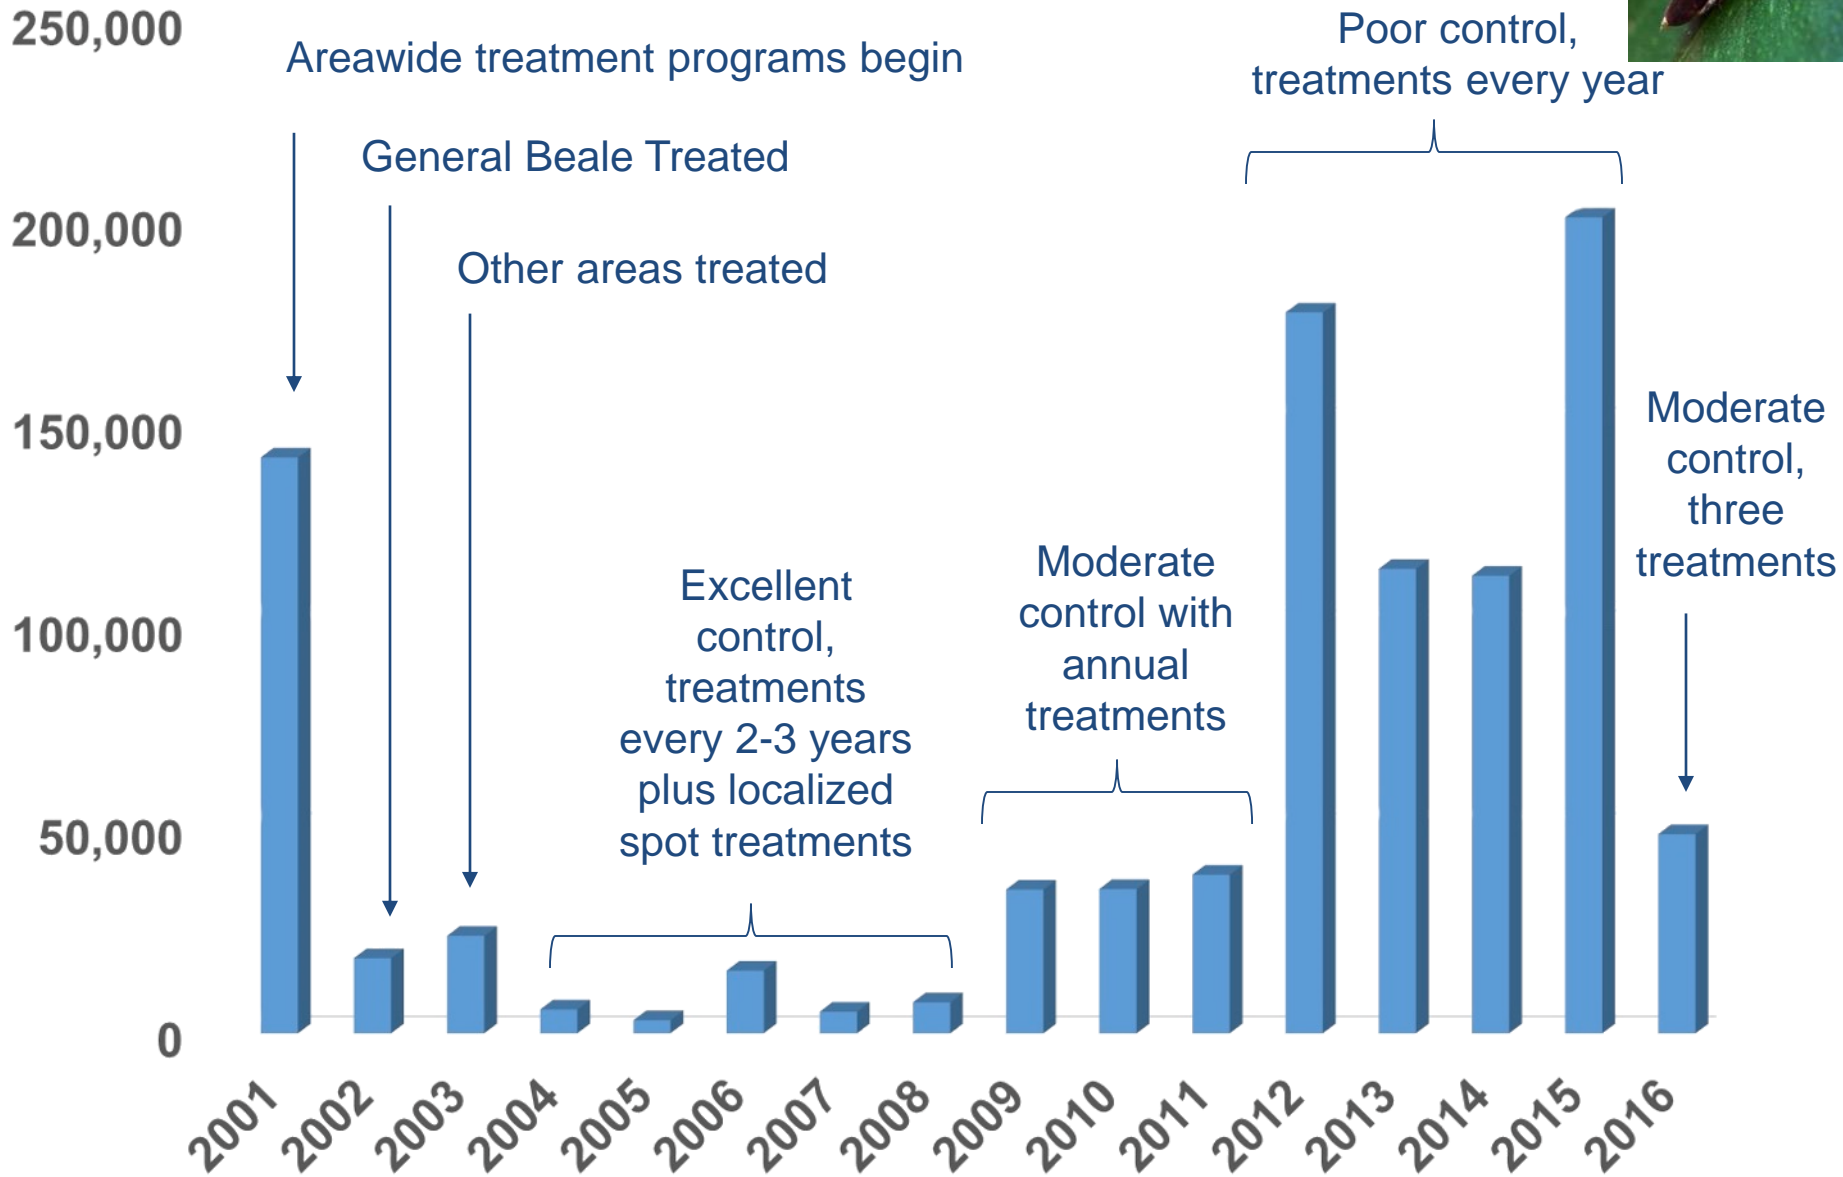 250,000
200,000
150,000
100,000
50,000
0
Areawide treatment programs begin
General Beale Treated
Other areas treated
Excellent
control,
treatments
every 2-3 years
plus localized
spot treatments
Moderate
control with
annual
treatments
Poor control,
treatments every year
Moderate
control,
three
treatments
2001
2002
2003
2004
2005
2006
2007
2008
2009
2010
2011
2012
2013
2014
2015
2016